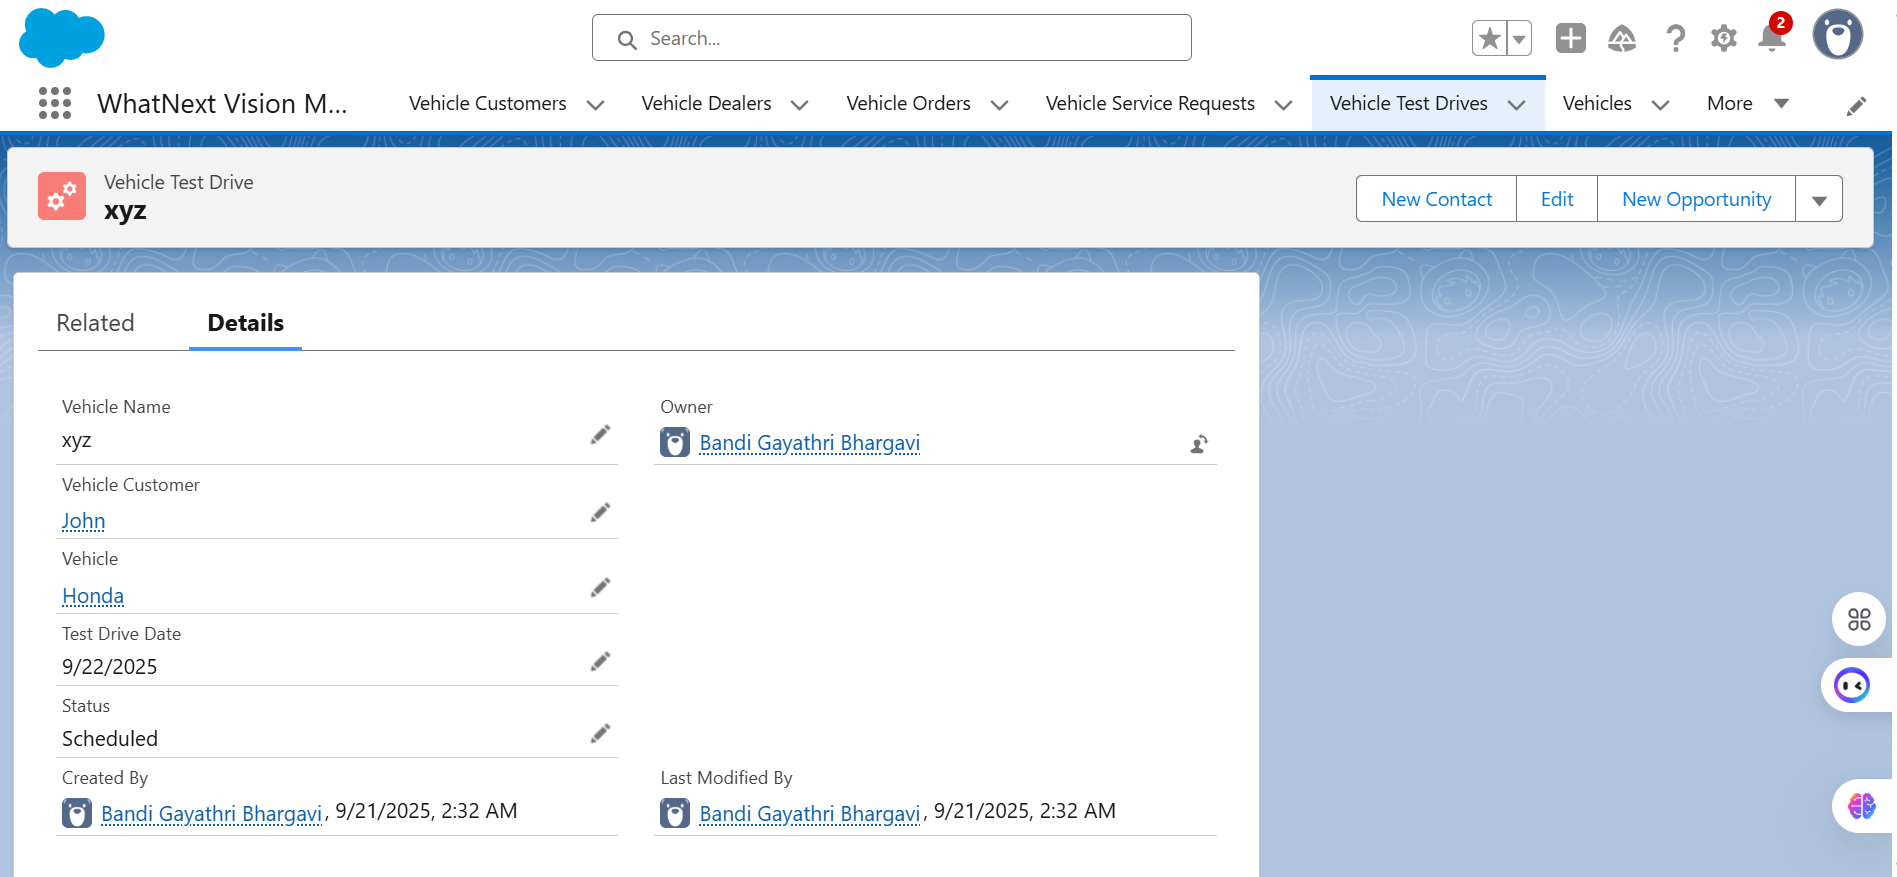 Search...
2
WhatNext Vision M...
Vehicle Customers
Vehicle Dealers
Vehicle Orders
Vehicle Service Requests
Vehicle Test Drives
Vehicles
More
Vehicle Test Drive
xyz
New Contact
Edit
New Opportunity
Related
Details
Vehicle Name
xyz
Owner
Bandi Gayathri Bhargavi
Vehicle Customer
John
Vehicle
Honda
Test Drive Date
9/22/2025
Status
Scheduled
Created By
Bandi Gayathri Bhargavi, 9/21/2025, 2:32 AM
Last Modified By
Bandi Gayathri Bhargavi, 9/21/2025, 2:32 AM